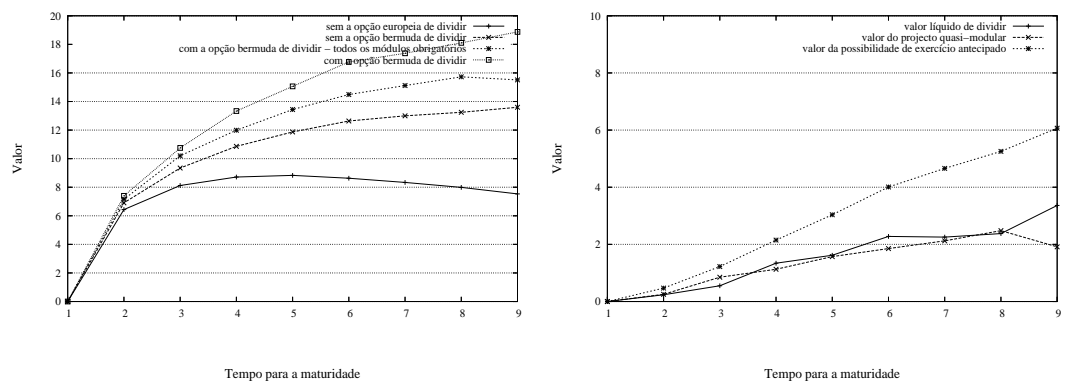 sem a opção europeia de dividir
sem a opção bermuda de dividir
com a opção bermuda de dividir − todos os módulos obrigatórios
com a opção bermuda de dividir
20
18
16
14
12
10
8
6
4
2
0
Valor
1 2 3 4 5 6 7 8 9
Tempo para a maturidade
valor líquido de dividir
valor do projecto quasi−modular
valor da possibilidade de exercício antecipado
10
8
6
4
2
0
Valor
1 2 3 4 5 6 7 8 9
Tempo para a maturidade